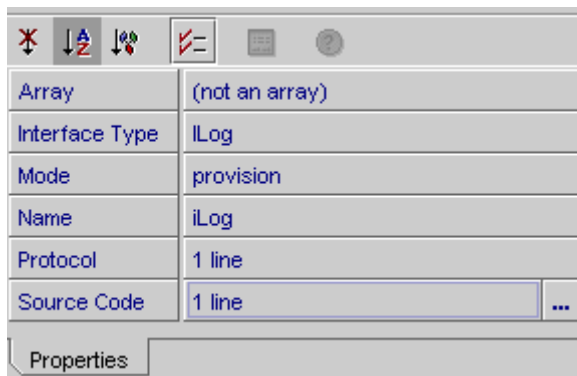 A
Z
Array (not an array)
Interface Type ILog
Mode provision
Name iLog
Protocol 1 line
Source Code 1 line ...
Properties